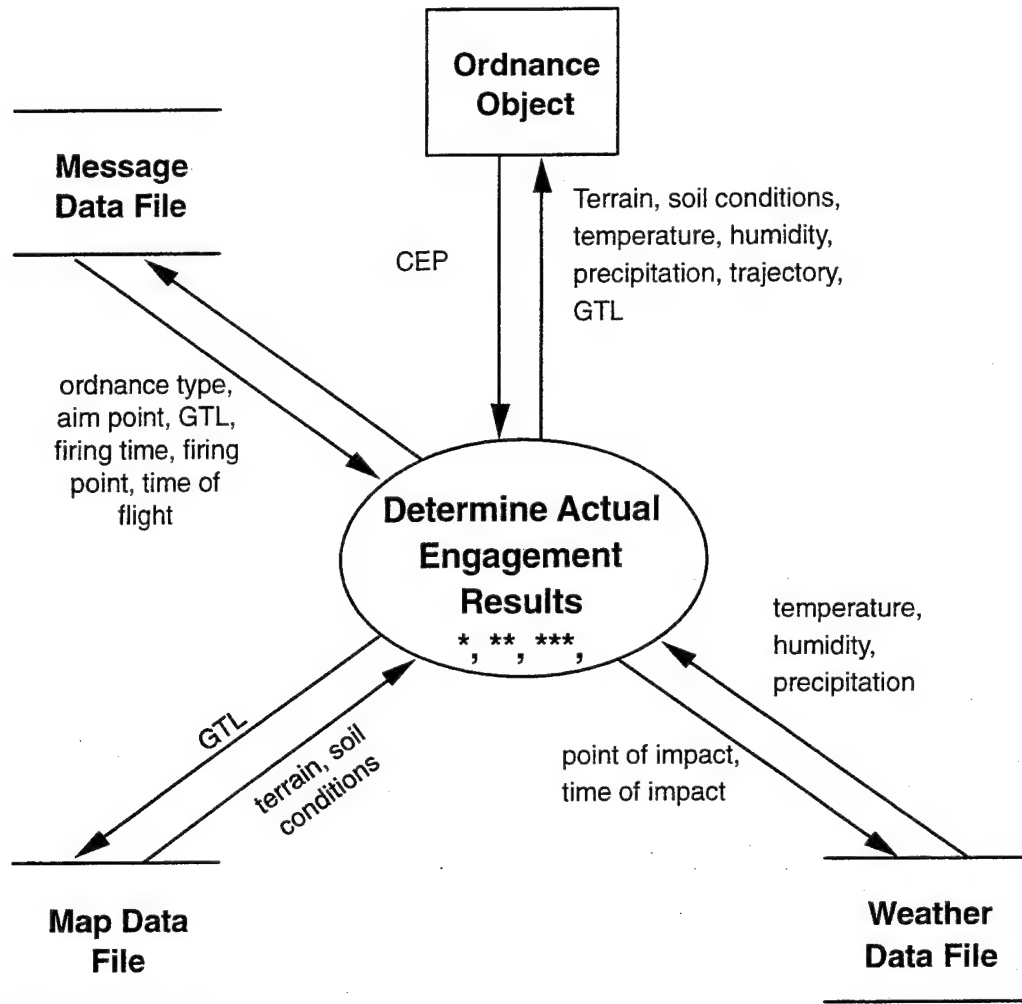 Ordnance
Object
Message
Data File
CEP
Terrain, soil conditions,
temperature, humidity,
precipitation, trajectory,
GTL
ordnance type,
aim point, GTL,
firing time, firing
point, time of
flight
Determine Actual
Engagement
Results
*, **, ***,
temperature,
humidity,
precipitation
GTL
terrain, soil
conditions
point of impact,
time of impact
Map Data
File
Weather
Data File